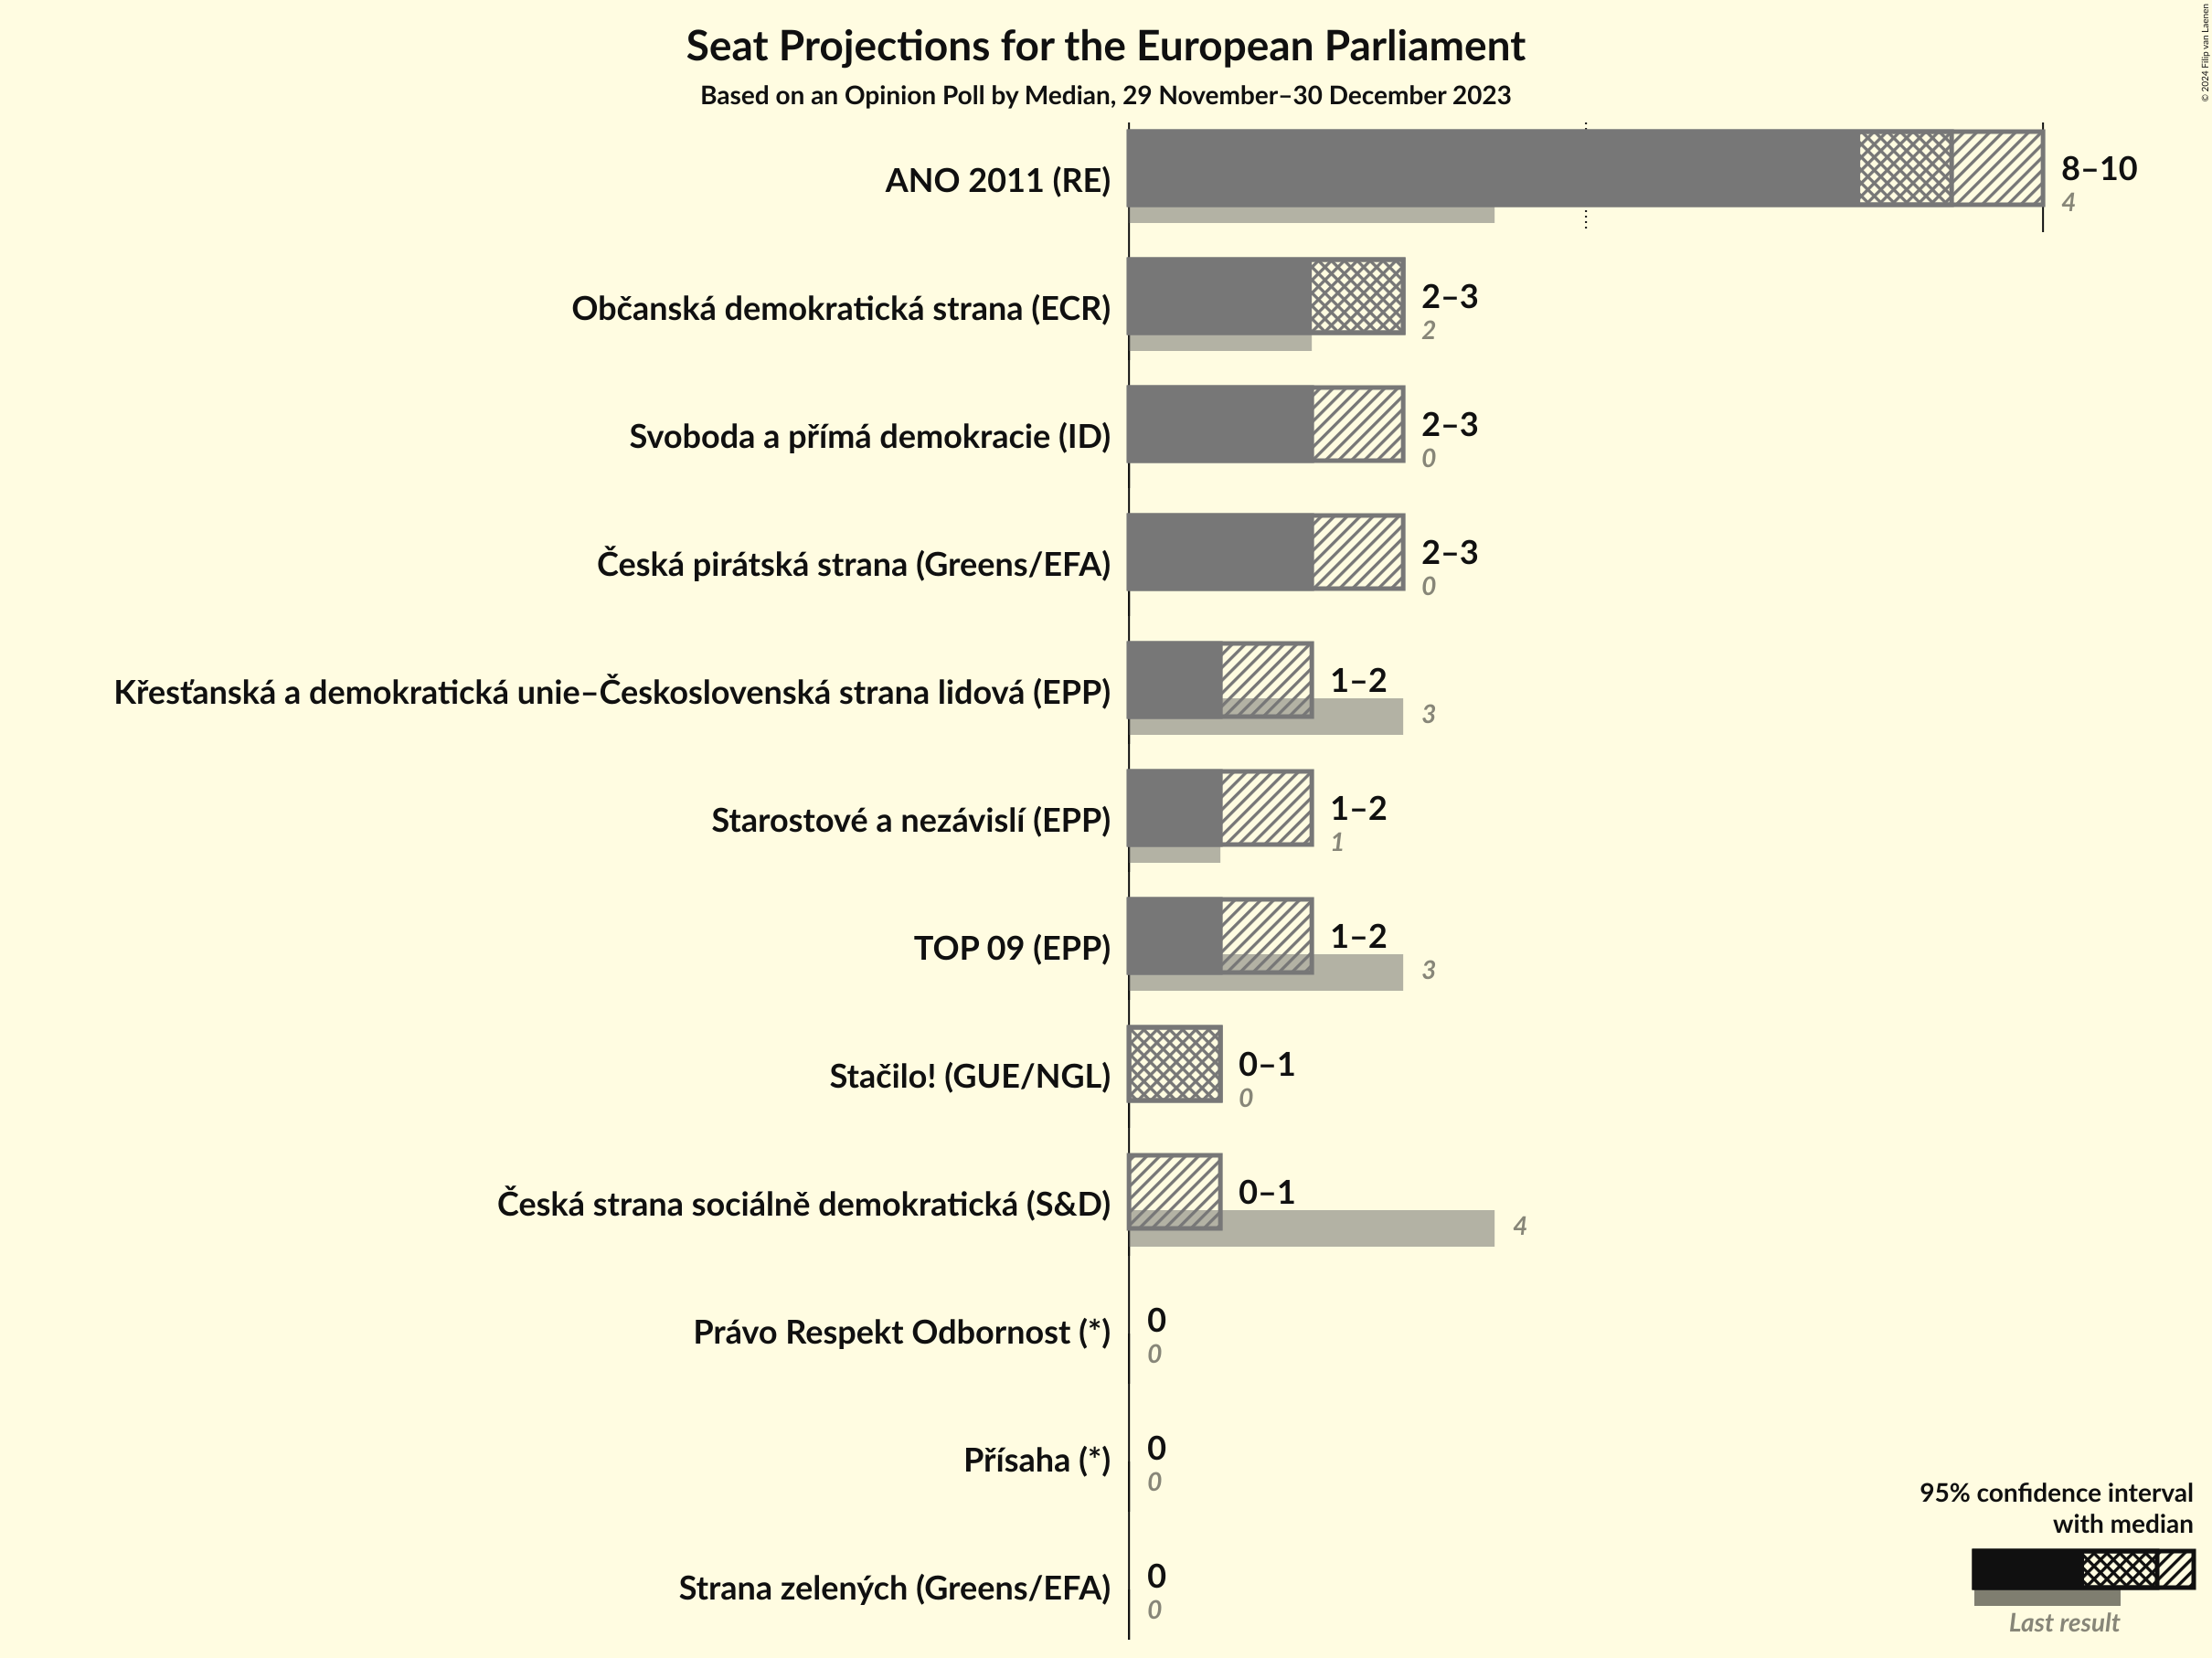 Seat Projections for the European Parliament
Based on an Opinion Poll by Median, 29 November–30 December 2023
© 2024 Filip van Laenen
ANO 2011 (RE)
8–10
4
Občanská demokratická strana (ECR)
2–3
2
Svoboda a přímá demokracie (ID)
2–3
0
Česká pirátská strana (Greens/EFA)
2–3
0
Křesťanská a demokratická unie–Československá strana lidová (EPP)
1–2
3
Starostové a nezávislí (EPP)
1–2
1
TOP 09 (EPP)
1–2
3
Stačilo! (GUE/NGL)
0–1
0
Česká strana sociálně demokratická (S&D)
0–1
4
Právo Respekt Odbornost (*)
0
0
Přísaha (*)
0
0
Strana zelených (Greens/EFA)
0
0
95% confidence interval
with median
Last result